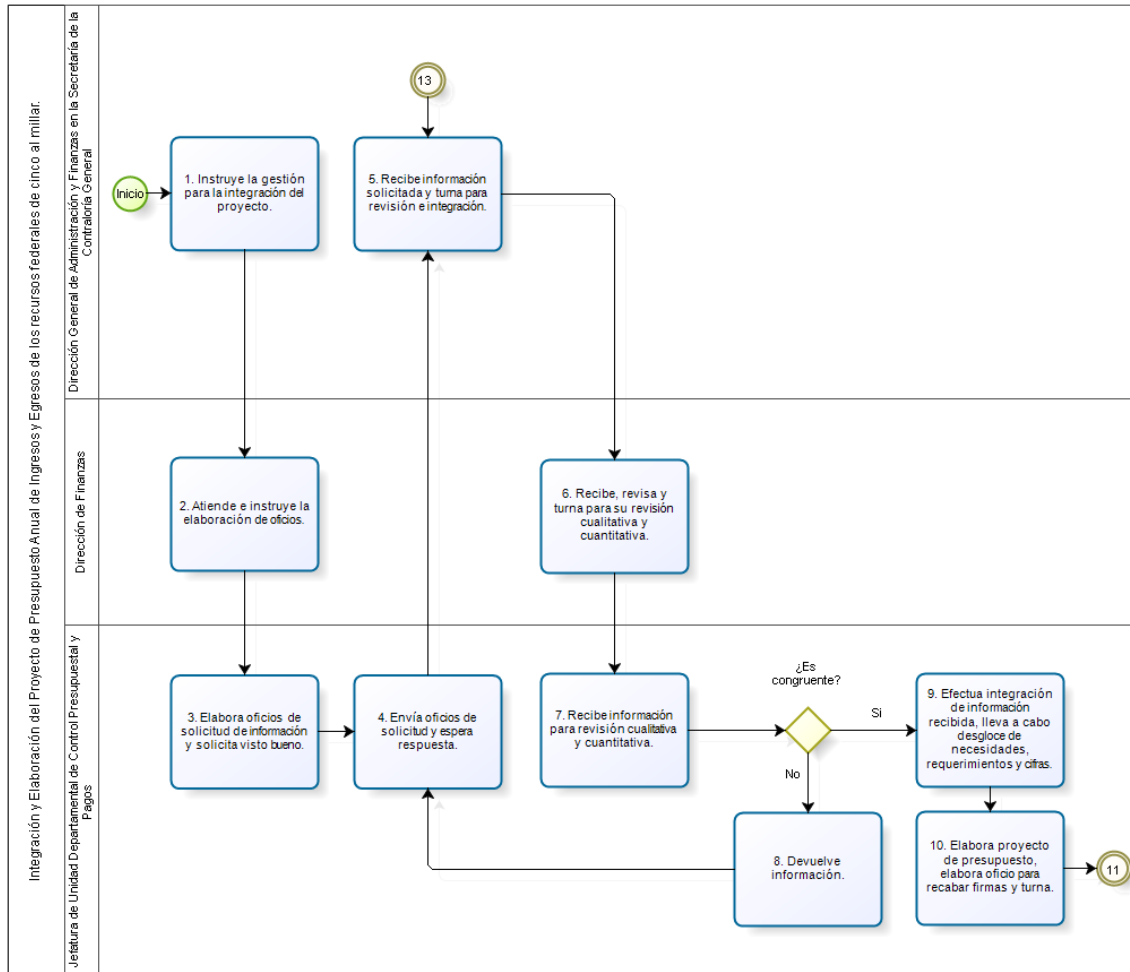 Integración y Elaboración del Proyecto de Presupuesto Anual de Ingresos y Egresos de los recursos federales de cinco al millar.
Dirección General de Administración y Finanzas en la Secretaría de la
Contraloría General
Inicio
1. Instruye la gestión
para la integración del
proyecto.
13
5. Recibe información
solicitada y turna para
revisión e integración.
Dirección de Finanzas
2. Atiende e instruye la
elaboración de oficios.
6. Recibe, revisa y
turna para su revisión
cualitativa y
cuantitativa.
Jefatura de Unidad Departamental de Control Presupuestal y
Pagos
3. Elabora oficios de
solicitud de información
y solicita visto bueno.
4. Envía oficios de
solicitud y espera
respuesta.
7. Recibe información
para revisión cualitativa
y cuantitativa.
¿Es
congruente?
Si
No
8. Devuelve
información.
9. Efectua integración
de información
recibida, lleva a cabo
desgloce de
necesidades,
requerimientos y cifras.
10. Elabora proyecto
de presupuesto,
elabora oficio para
recabar firmas y turna.
11